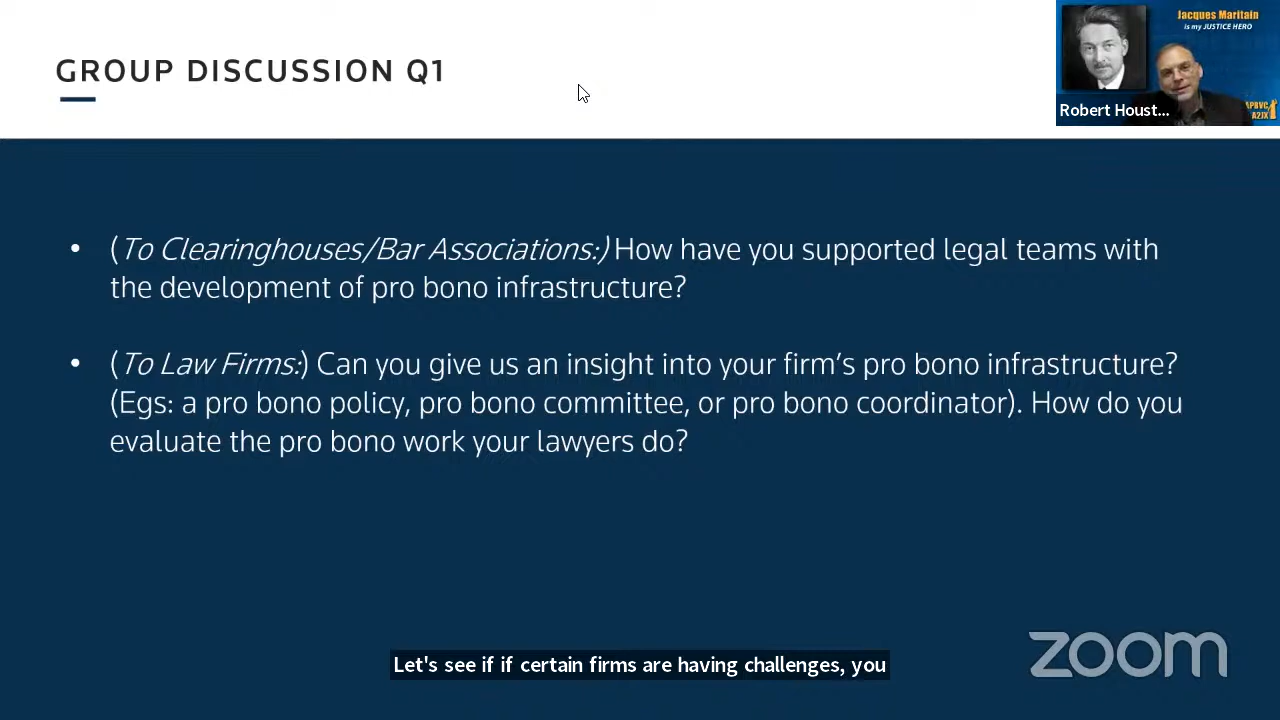 GROUP DISCUSSION Q1
Jacques Maritain
is my JUSTICE HERO
Robert Houst...
APBVC
A2JX
• (To Clearinghouses/Bar Associations:) How have you supported legal teams with
the development of pro bono infrastructure?
• (To Law Firms:) Can you give us an insight into your firm’s pro bono infrastructure?
(Egs: a pro bono policy, pro bono committee, or pro bono coordinator). How do you
evaluate the pro bono work your lawyers do?
Let's see if if certain firms are having challenges, you
zoom